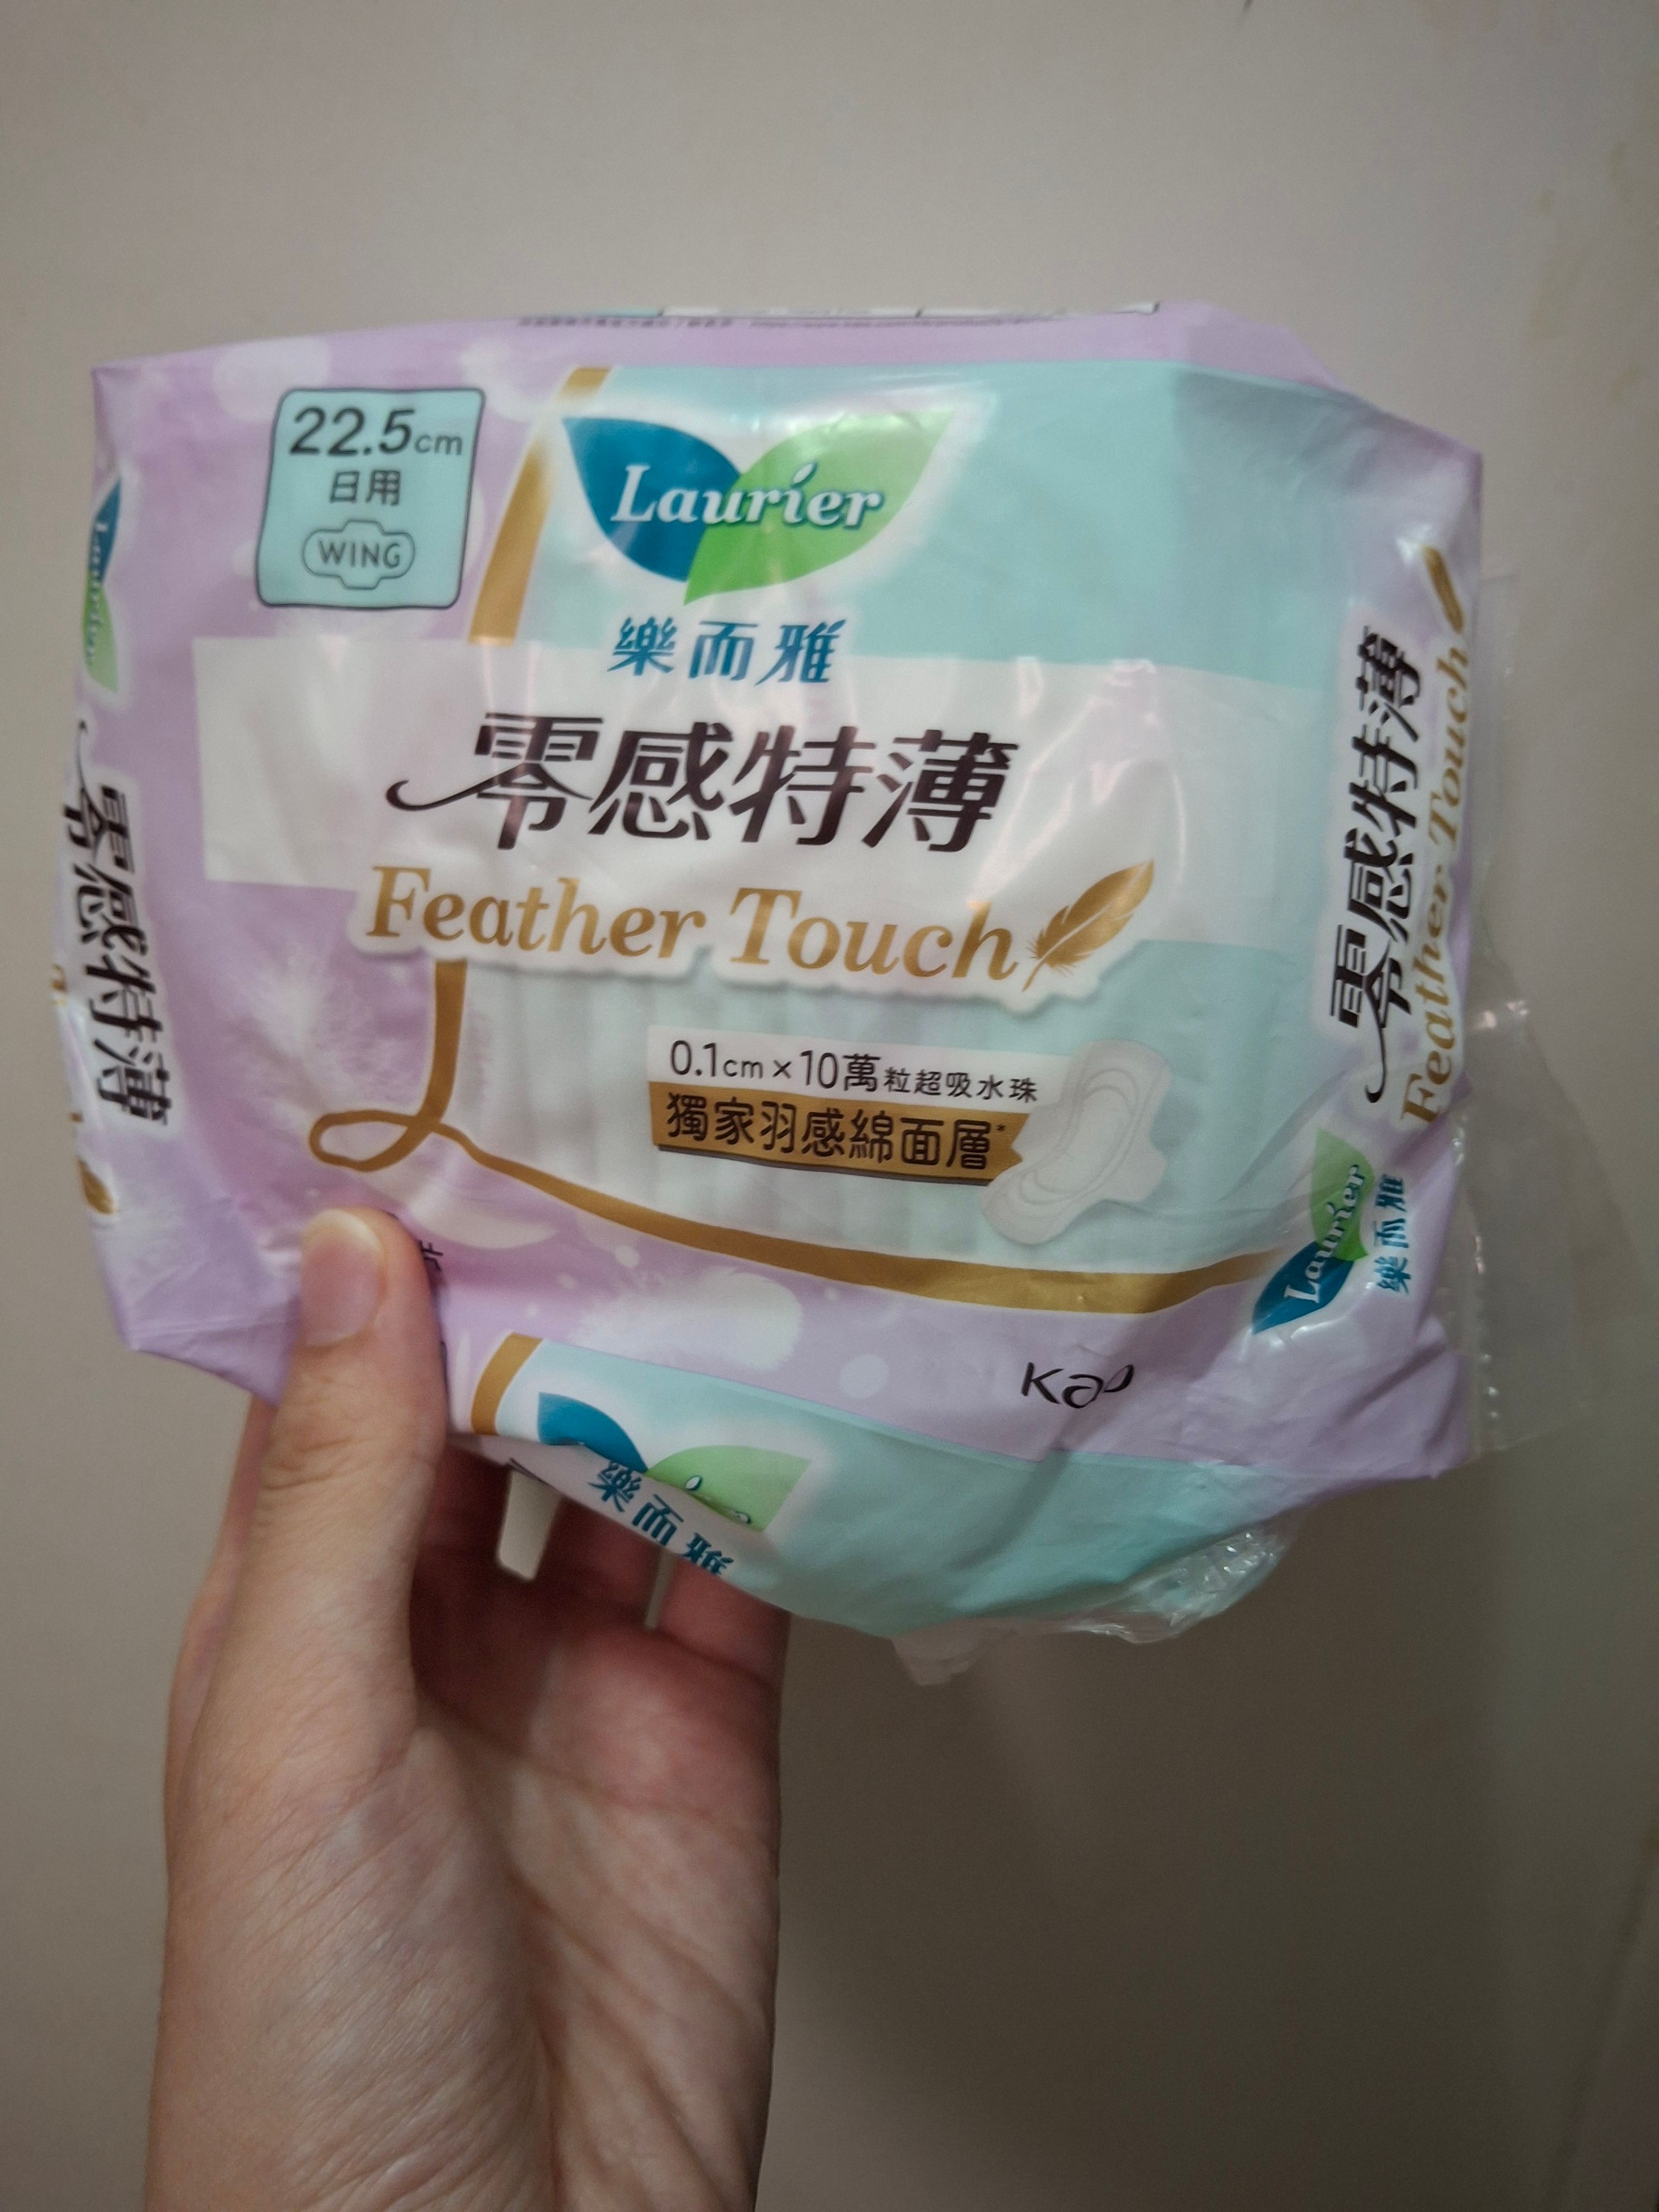 22.5cm
日用
WING
Laurier
樂而雅
零感特薄
Feather Touch
0.1cm×10萬粒超吸水珠
獨家羽感綿面層*
Kao
片
Laurier
零感特薄
零感特薄
Feather Touch
Laurier
樂而雅
樂而雅